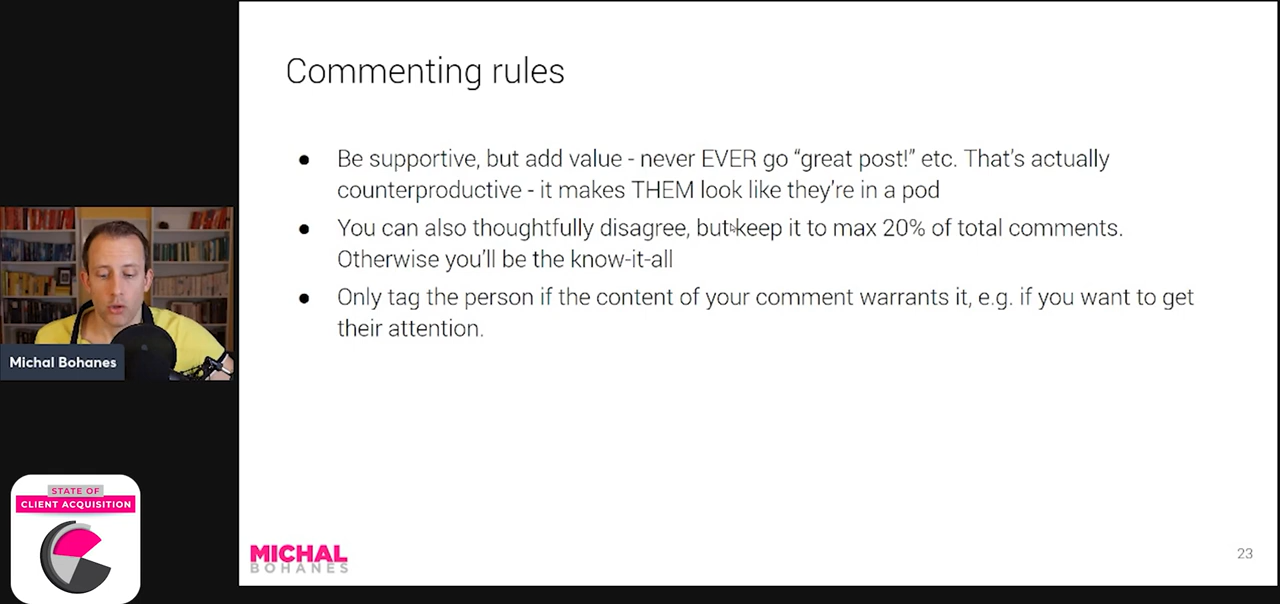 Commenting rules
● Be supportive, but add value - never EVER go “great post!” etc. That’s actually
counterproductive - it makes THEM look like they’re in a pod
● You can also thoughtfully disagree, but keep it to max 20% of total comments.
Otherwise you’ll be the know-it-all
● Only tag the person if the content of your comment warrants it, e.g. if you want to get
their attention.
Michal Bohanes
STATE OF
CLIENT ACQUISITION
MICHAL
BOHANES
23